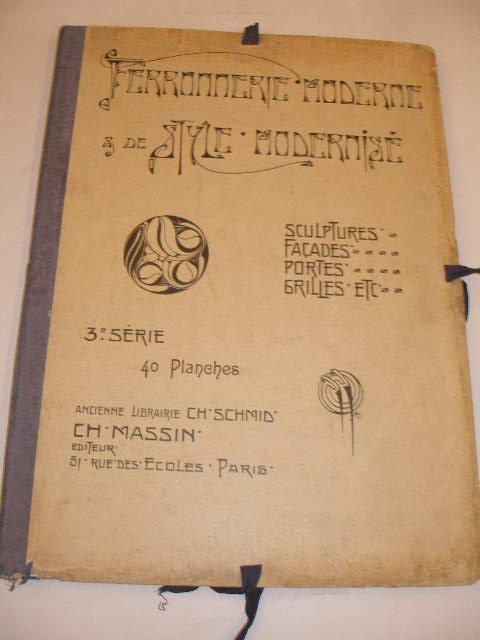 FERRONNERIE · MODERNE
& DE STYLE · MODERNISÉ
SCULPTURES ·
FAÇADES ·
PORTES ·
GRILLES · ETC ·
3e SÉRIE
40 Planches
ANCIENNE LIBRAIRIE CH · SCHMID ·
CH · MASSIN ·
EDITEUR ·
51 · RUE · DES · ECOLES · PARIS ·